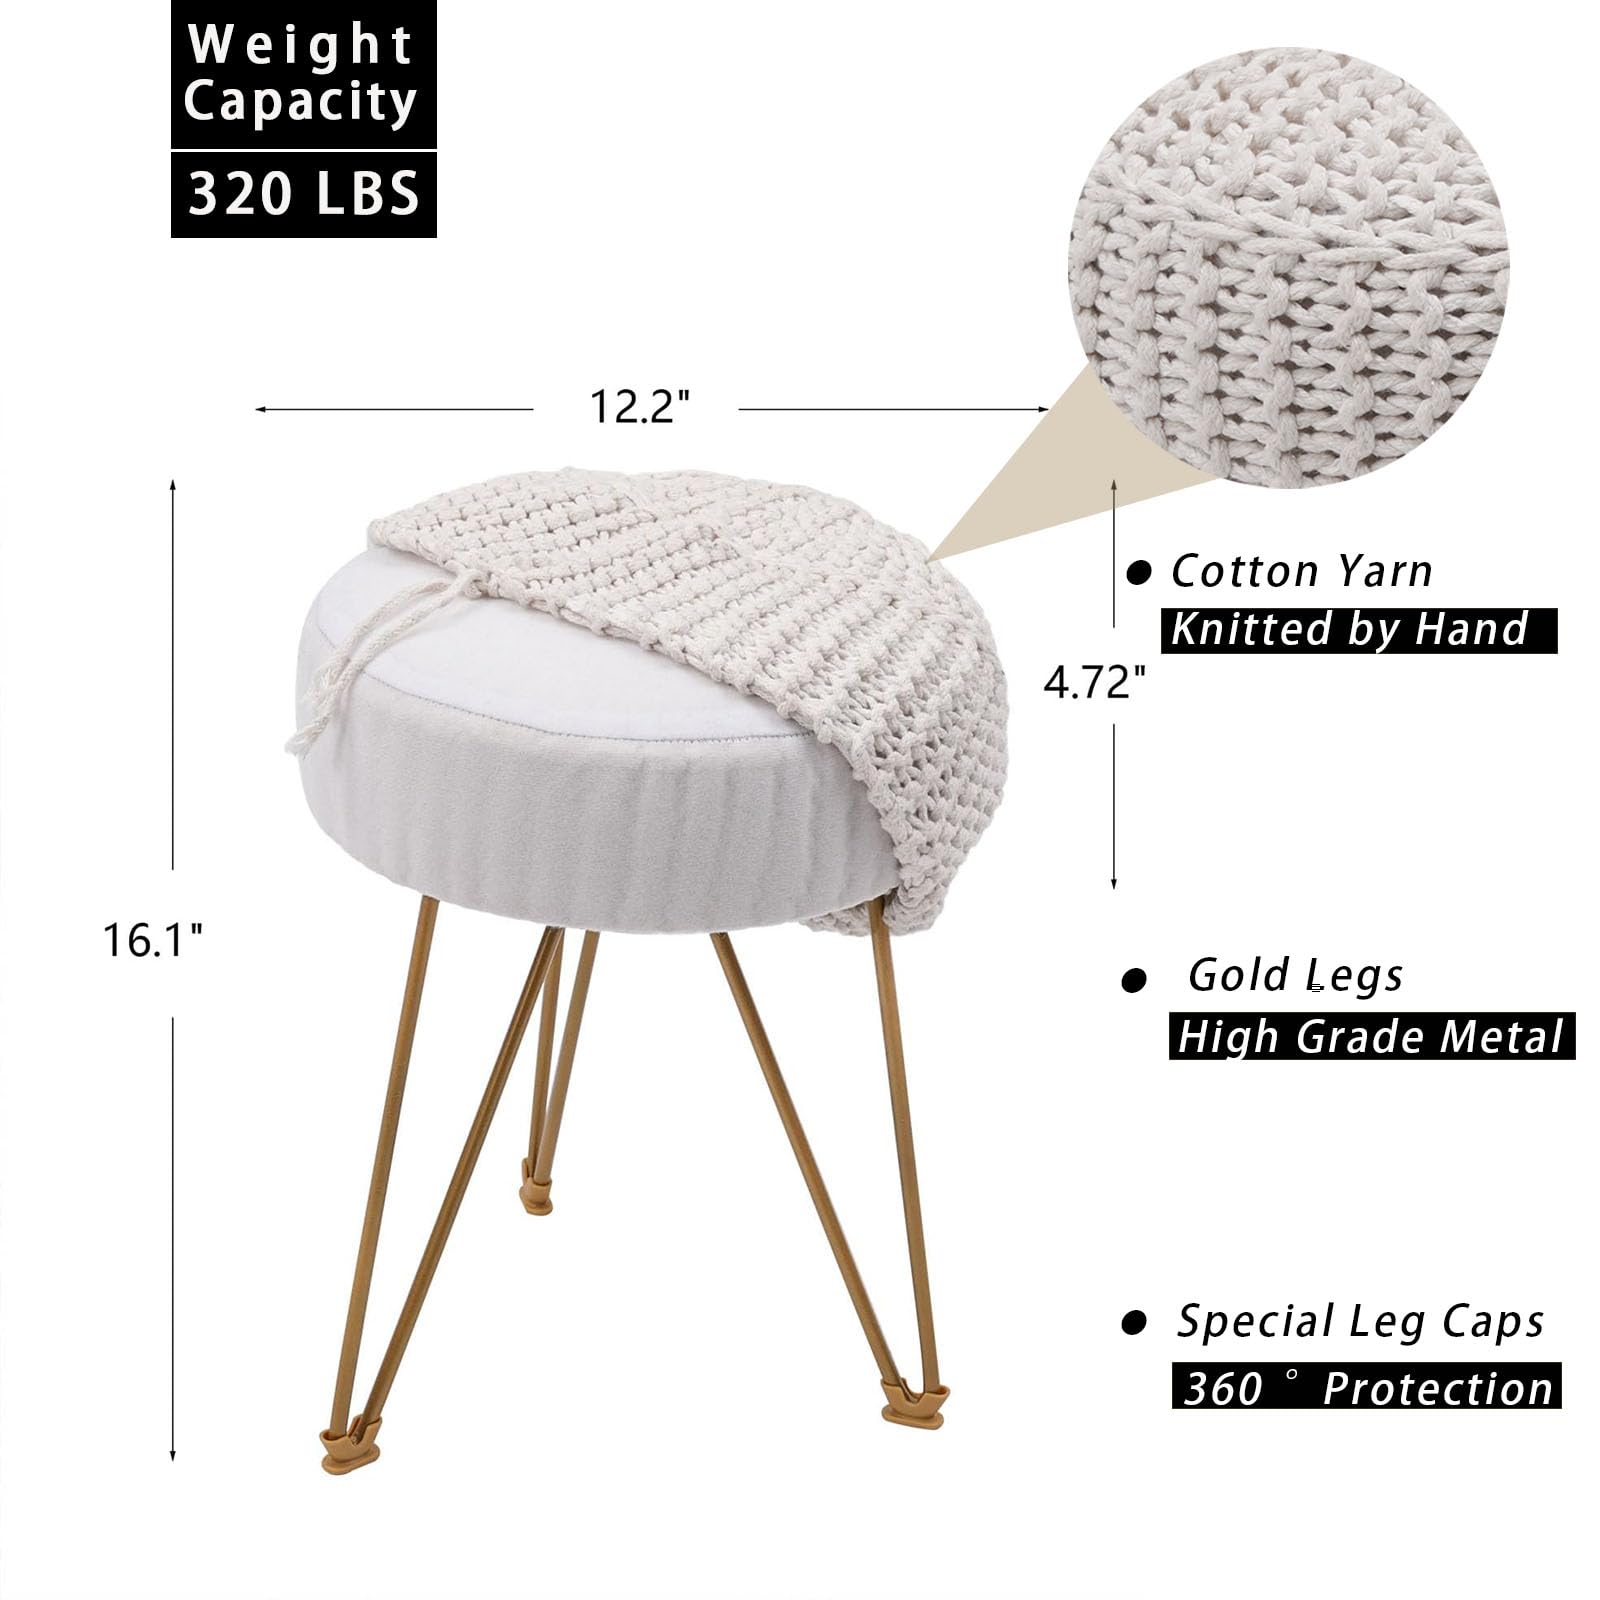 Weight
Capacity
320 LBS
12.2"
Cotton Yarn
Knitted by Hand
4.72"
16.1"
Gold Legs
High Grade Metal
Special Leg Caps
360 ° Protection